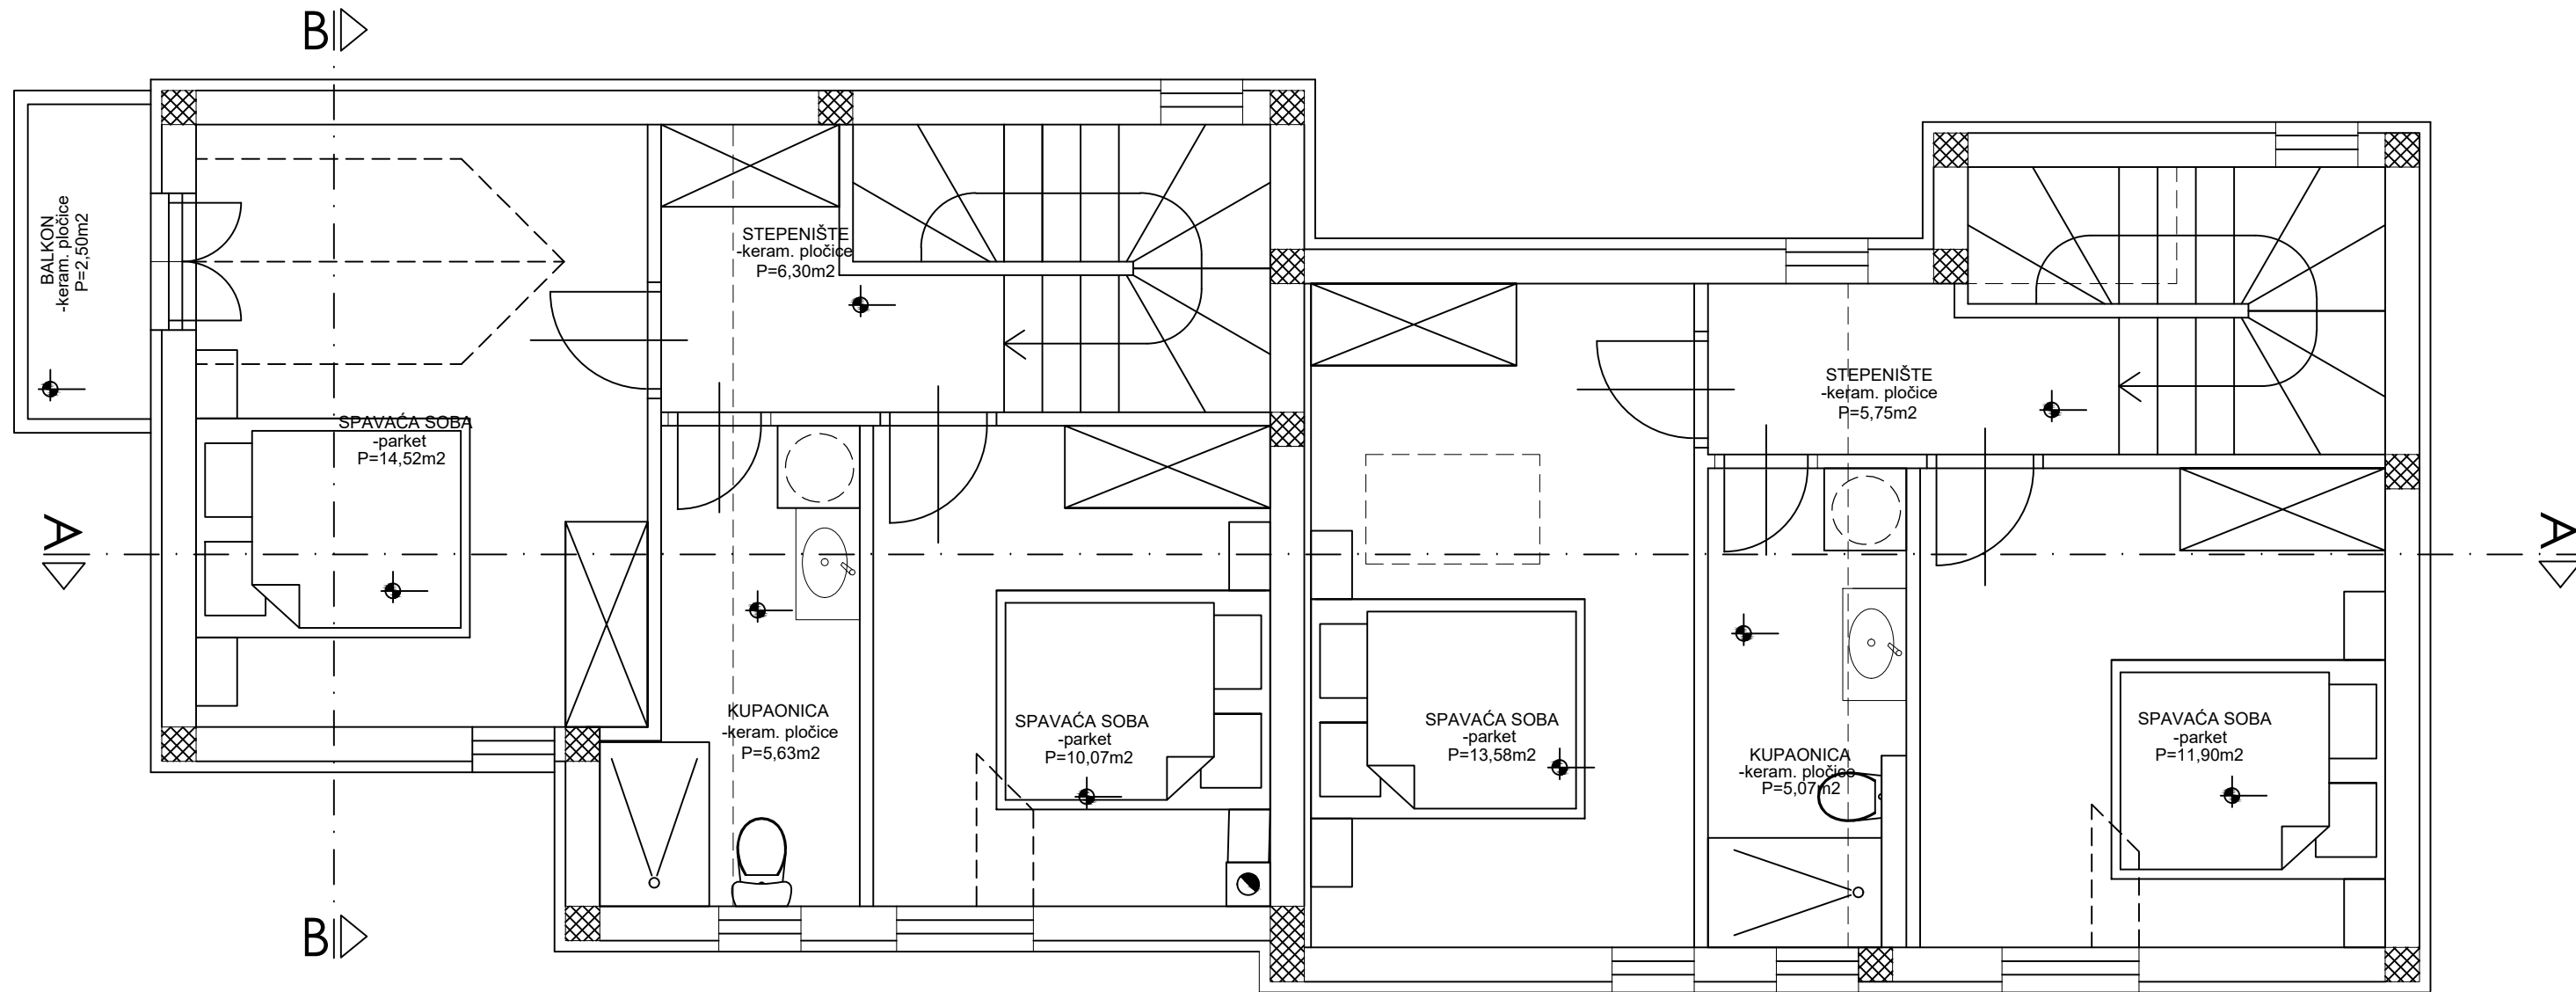 B
BALKON
-keram. pločice
P=2,50m2
STEPENIŠTE
-keram. pločice
P=6,30m2
STEPENIŠTE
-keram. pločice
P=5,75m2
SPAVAĆA SOBA
-parket
P=14,52m2
A
A
KUPAONICA
-keram. pločice
P=5,63m2
SPAVAĆA SOBA
-parket
P=10,07m2
SPAVAĆA SOBA
-parket
P=13,58m2
KUPAONICA
-keram. pločice
P=5,07m2
SPAVAĆA SOBA
-parket
P=11,90m2
B